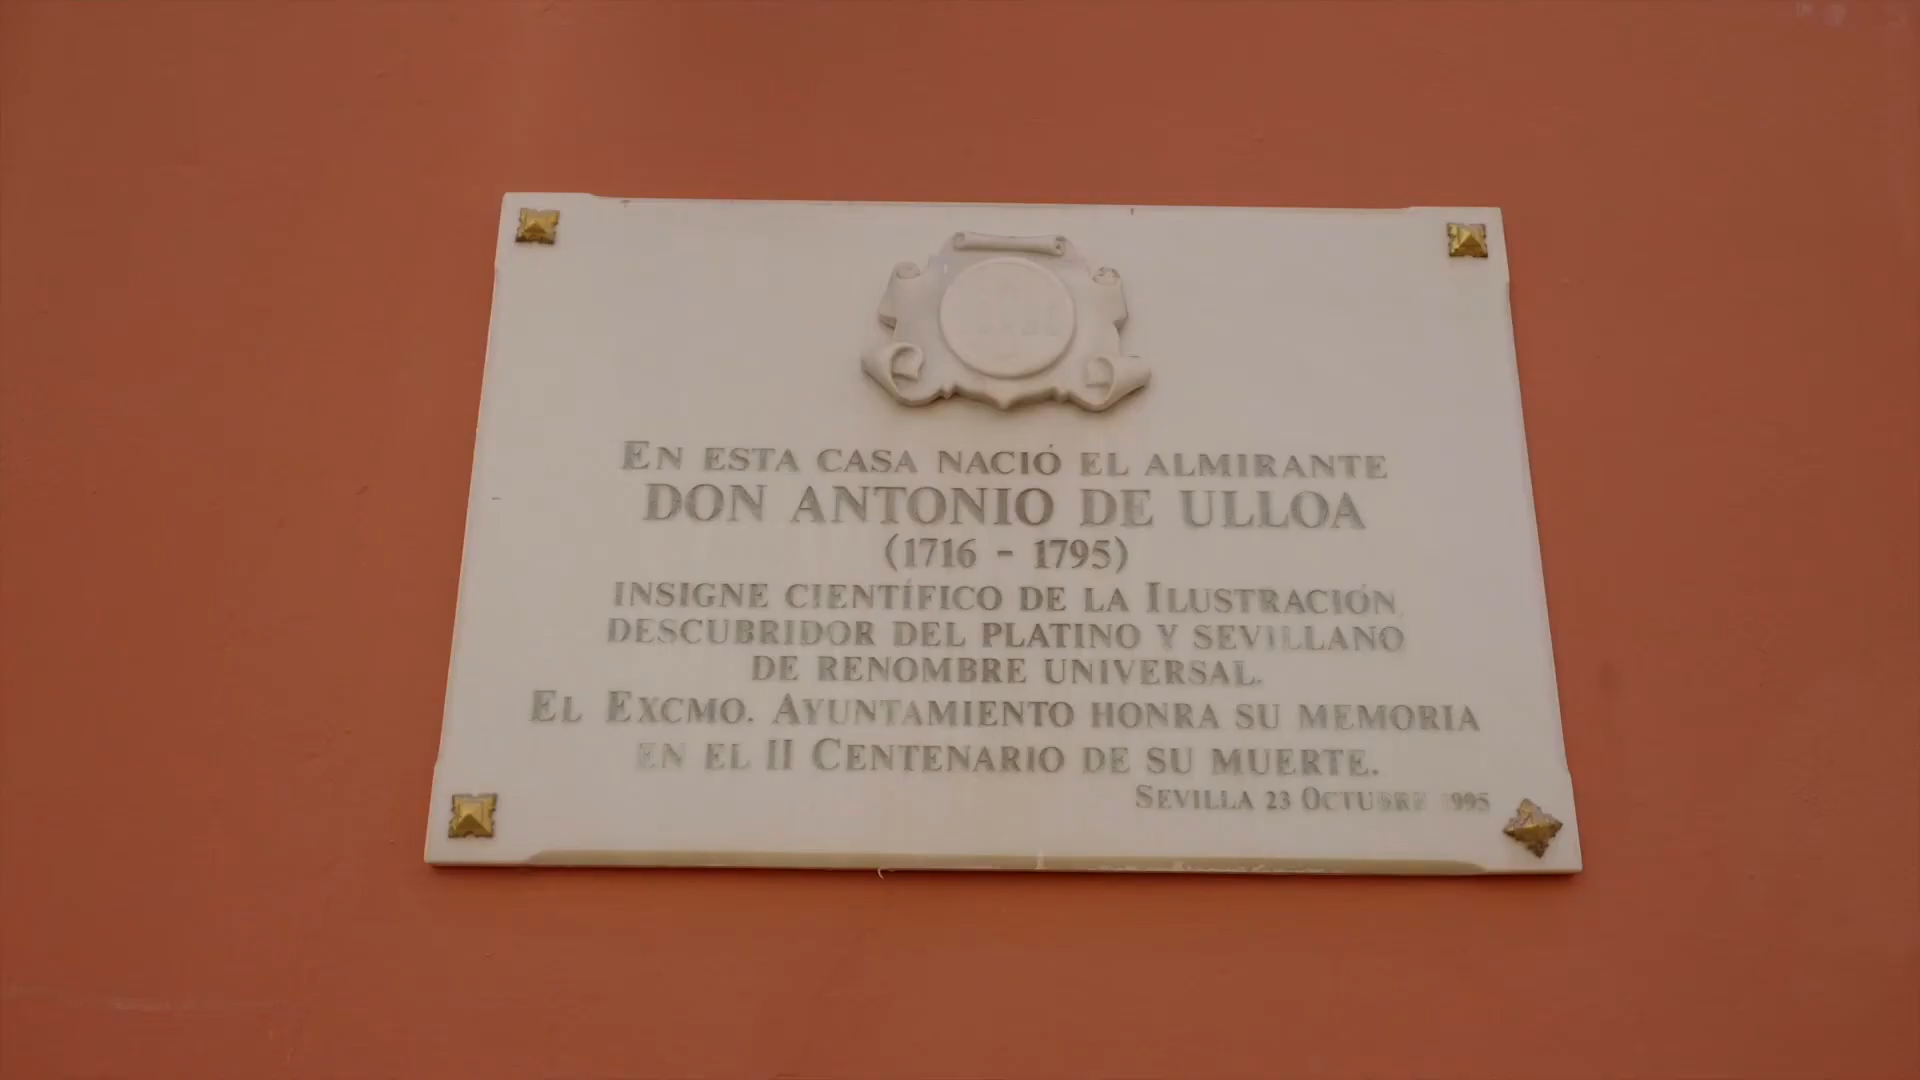 EN ESTA CASA NACIÓ EL ALMIRANTE
DON ANTONIO DE ULLOA
(1716 - 1795)
INSIGNE CIENTÍFICO DE LA ILUSTRACIÓN,
DESCUBRIDOR DEL PLATINO Y SEVILLANO
DE RENOMBRE UNIVERSAL.
EL EXCMO. AYUNTAMIENTO HONRA SU MEMORIA
EN EL II CENTENARIO DE SU MUERTE.
SEVILLA 23 OCTUBRE 1995